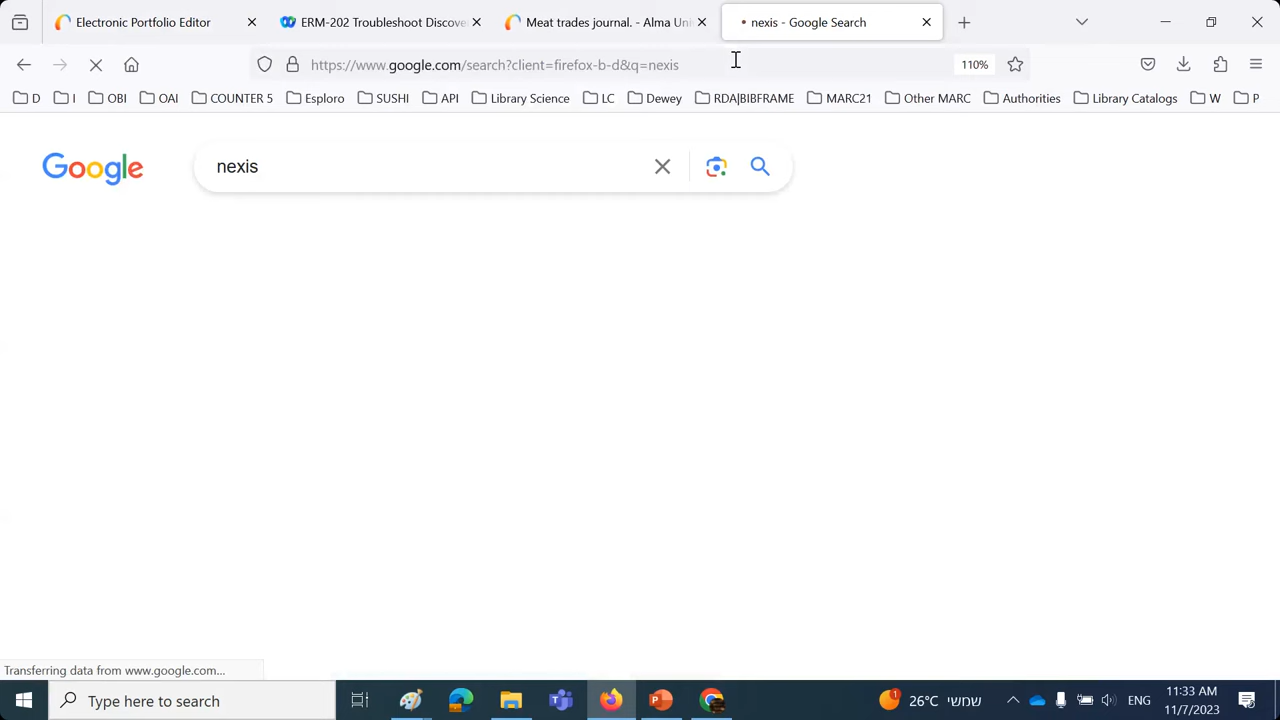 Electronic Portfolio Editor
ERM-202 Troubleshoot Discove
Meat trades journal. - Alma Uni
nexis - Google Search
https://www.google.com/search?client=firefox-b-d&q=nexis
110%
D
I
OBI
OAI
COUNTER 5
Esploro
SUSHI
API
Library Science
LC
Dewey
RDA|BIBFRAME
MARC21
Other MARC
Authorities
Library Catalogs
W
P
Google
nexis
Transferring data from www.google.com...
Type here to search
1
26°C שמשי
ENG
11:33 AM
11/7/2023